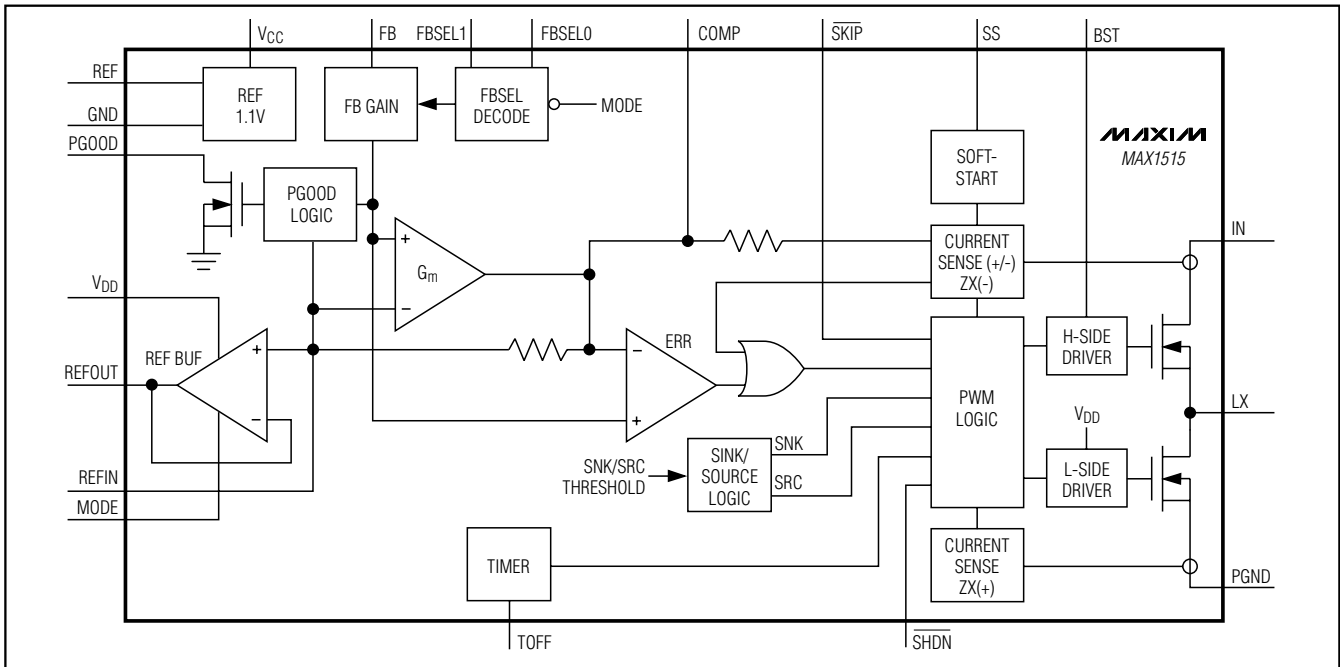 VCC
FB
FBSEL1
FBSEL0
COMP
SKIP
SS
BST
REF
GND
PGOOD
REF
1.1V
FB GAIN
FBSEL
DECODE
MODE
MAXIM
MAX1515
SOFT-
START
PGOOD
LOGIC
+
Gm
−
CURRENT
SENSE (+/-)
ZX(-)
IN
VDD
REF BUF
+
−
REFOUT
ERR
−
+
H-SIDE
DRIVER
PWM
LOGIC
LX
VDD
L-SIDE
DRIVER
SNK/SRC
THRESHOLD
SINK/
SOURCE
LOGIC
SNK
SRC
REFIN
MODE
TIMER
CURRENT
SENSE
ZX(+)
PGND
TOFF
SHDN